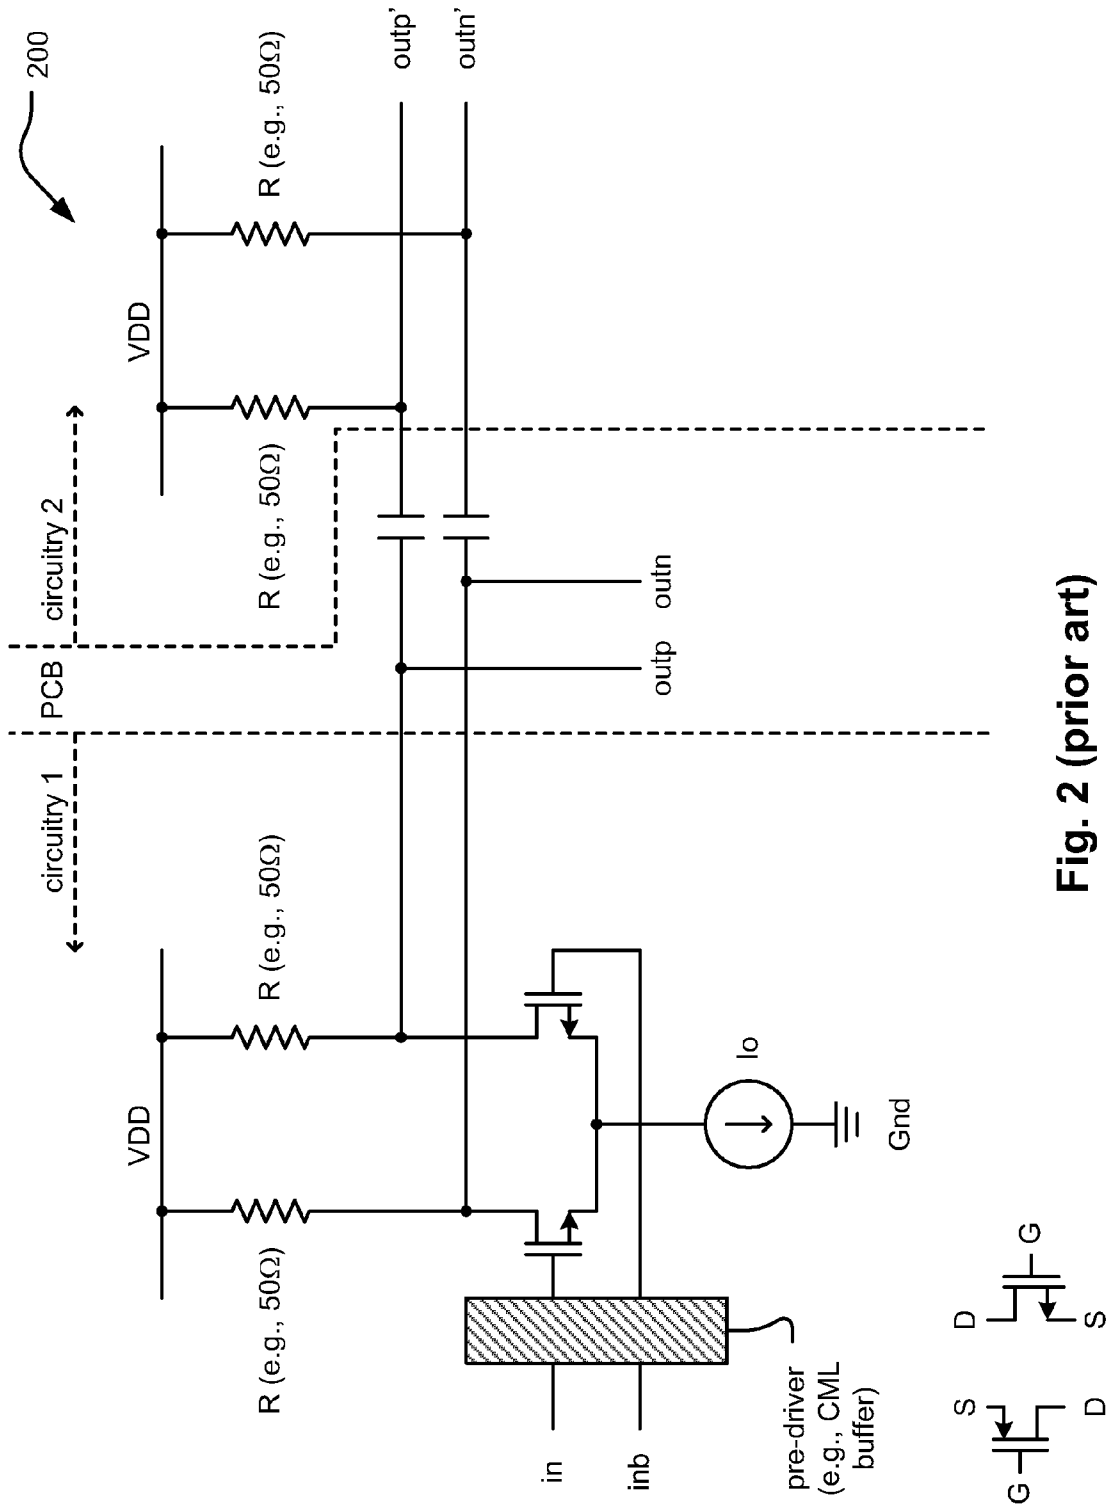 200
circuitry 1
PCB
circuitry 2
VDD
VDD
R (e.g., 50Ω)
R (e.g., 50Ω)
R (e.g., 50Ω)
R (e.g., 50Ω)
outp’
outn’
outp
outn
in
inb
Io
Gnd
pre-driver
(e.g., CML
buffer)
S
G
D
D
G
S
Fig. 2 (prior art)